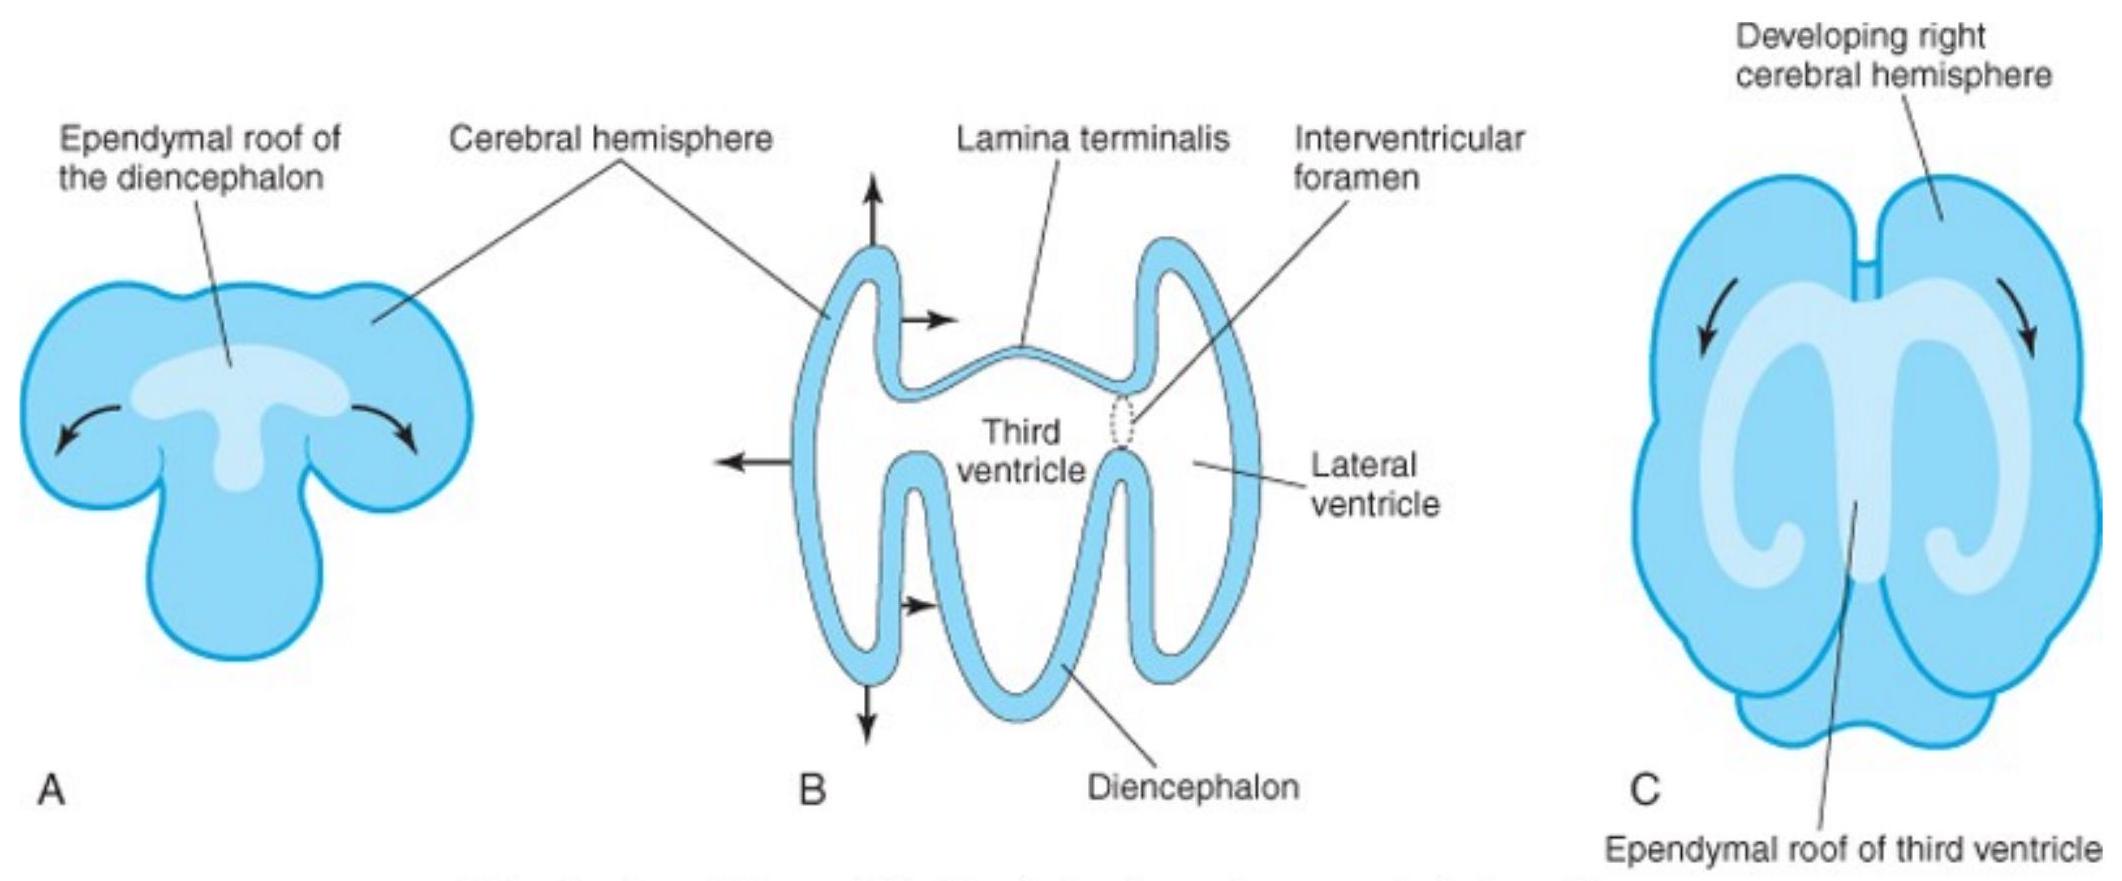 Developing right
cerebral hemisphere
Ependymal roof of
the diencephalon
Cerebral hemisphere
Lamina terminalis
Interventricular
foramen
Third
ventricle
Lateral
ventricle
Diencephalon
A
B
C
Ependymal roof of third ventricle